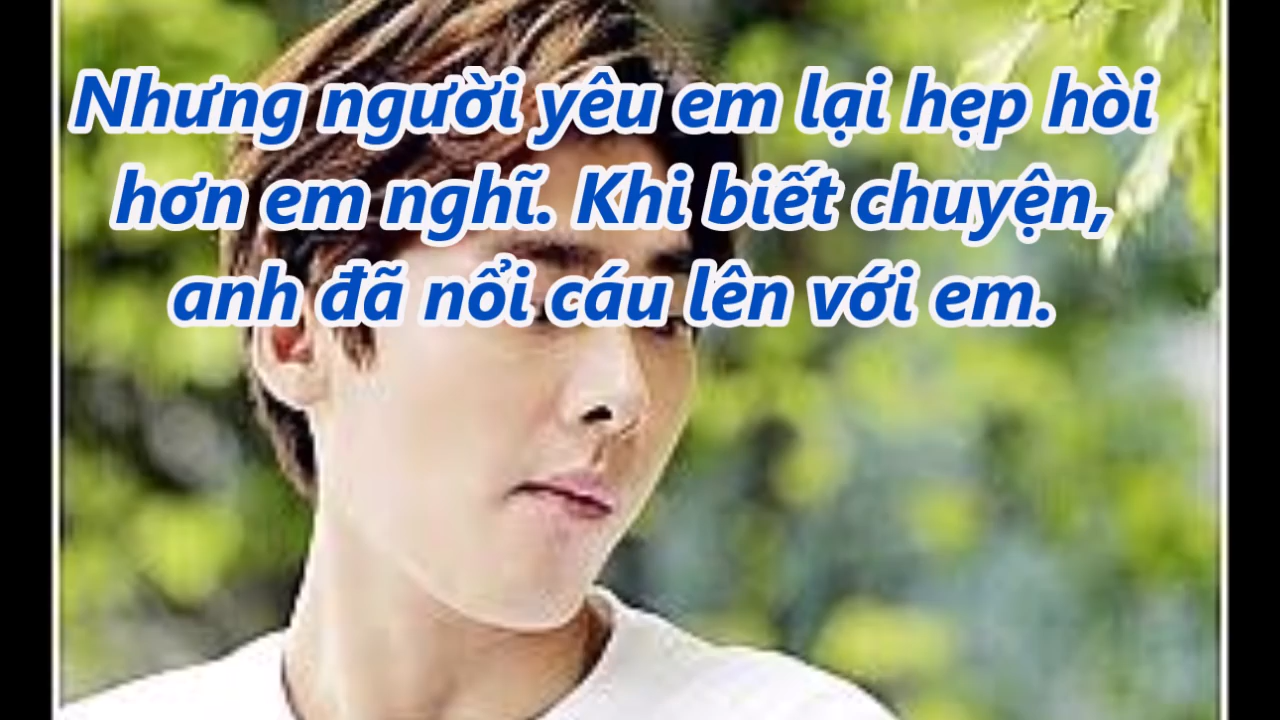 Nhưng người yêu em lại hẹp hòi
hơn em nghĩ. Khi biết chuyện,
anh đã nổi cáu lên với em.